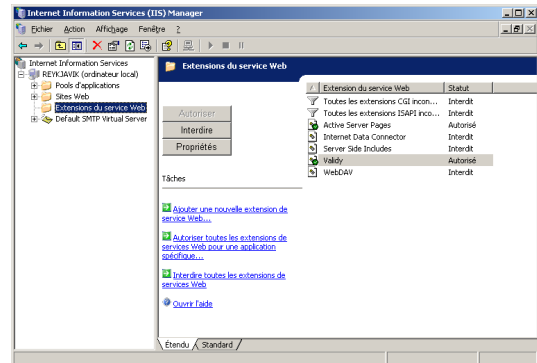 Internet Information Services (IIS) Manager
Fichier Action Affichage Fenêtre ?
Internet Information Services
REYKJAVIK (ordinateur local)
Pools d'applications
Sites Web
Extensions du service Web
Default SMTP Virtual Server
Extensions du service Web
Autoriser
Interdire
Propriétés
Tâches
Ajouter une nouvelle extension de
service Web...
Autoriser toutes les extensions de
services Web pour une application
spécifique...
Interdire toutes les extensions de
services Web
Ouvrir l'aide
Extension du service Web Statut
Toutes les extensions CGI incon... Interdit
Toutes les extensions ISAPI inco... Interdit
Active Server Pages Autorisé
Internet Data Connector Interdit
Server Side Includes Interdit
Validy Autorisé
WebDAV Interdit
Étendu Standard